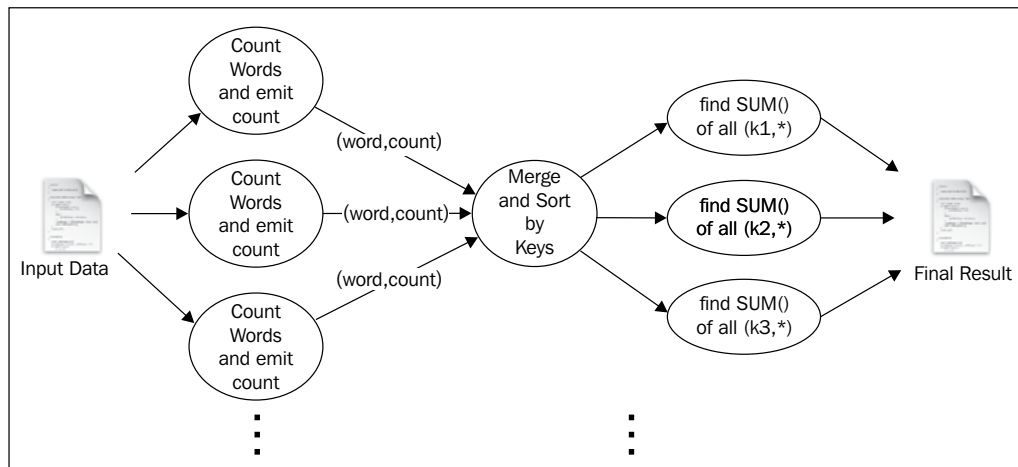 Count
Words
and emit
count
(word,count)
Count
Words
and emit
count
(word,count)
Count
Words
and emit
count
(word,count)
Input Data
Merge
and Sort
by
Keys
find SUM()
of all (k1,*)
find SUM()
of all (k2,*)
find SUM()
of all (k3,*)
Final Result